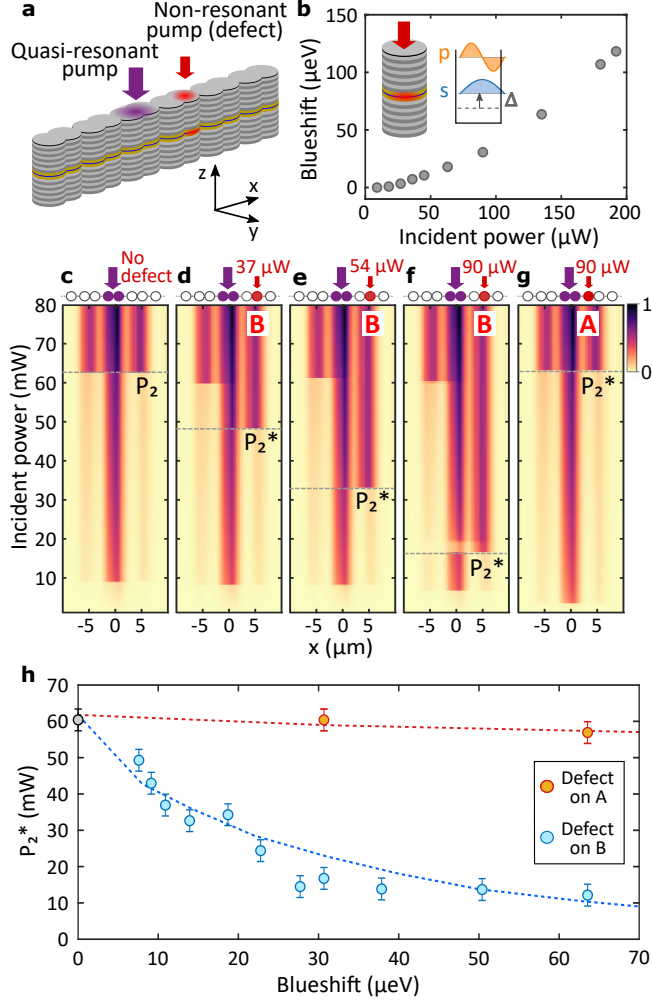 a
Non-resonant
pump (defect)
Quasi-resonant
pump
z
x
y
b
p
s
Δ
Blueshift (μeV)
150
100
50
0
0
50
100
150
200
Incident power (μW)
c
No
defect
d
37 μW
e
54 μW
f
90 μW
g
90 μW
B
B
B
A
1
0
P₂
P₂*
P₂*
P₂*
P₂*
Incident power (mW)
80
70
60
50
40
30
20
10
-5 0 5
-5 0 5
-5 0 5
-5 0 5
-5 0 5
x (μm)
h
P₂* (mW)
70
60
50
40
30
20
10
0
0 10 20 30 40 50 60 70
Blueshift (μeV)
Defect
on A
Defect
on B